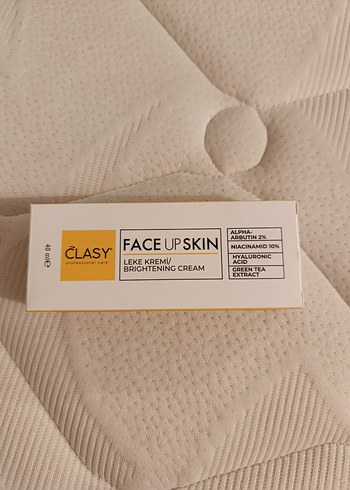 40 ml℮
CLASY
professional care
FACE UP SKIN
LEKE KREMİ/
BRIGHTENING CREAM
ALPHA-
ARBUTIN 2%
NIACINAMID 10%
HYALURONIC
ACID
GREEN TEA
EXTRACT